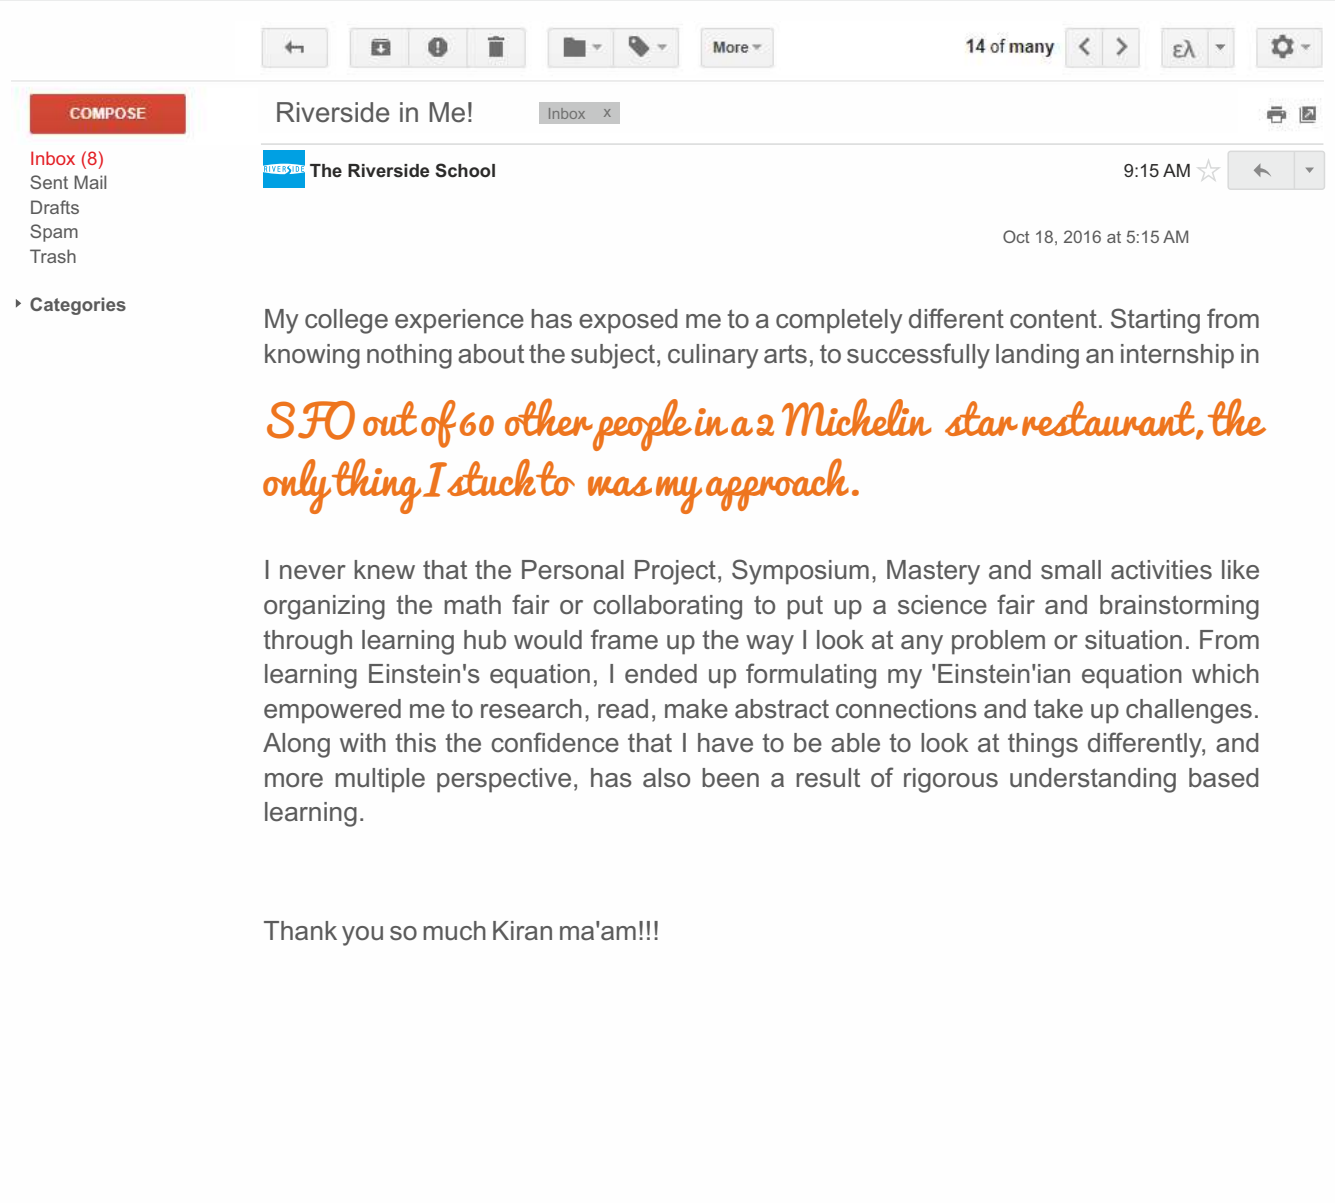 More
14 of many
ελ
COMPOSE
Riverside in Me!
Inbox x
Inbox (8)
Sent Mail
Drafts
Spam
Trash
Categories
RIVERSIDE
The Riverside School
9:15 AM
Oct 18, 2016 at 5:15 AM
My college experience has exposed me to a completely different content. Starting from
knowing nothing about the subject, culinary arts, to successfully landing an internship in
SFO out of 60 other people in a 2 Michelin star restaurant, the
only thing I stuck to was my approach.
I never knew that the Personal Project, Symposium, Mastery and small activities like
organizing the math fair or collaborating to put up a science fair and brainstorming
through learning hub would frame up the way I look at any problem or situation. From
learning Einstein's equation, I ended up formulating my 'Einstein'ian equation which
empowered me to research, read, make abstract connections and take up challenges.
Along with this the confidence that I have to be able to look at things differently, and
more multiple perspective, has also been a result of rigorous understanding based
learning.
Thank you so much Kiran ma'am!!!